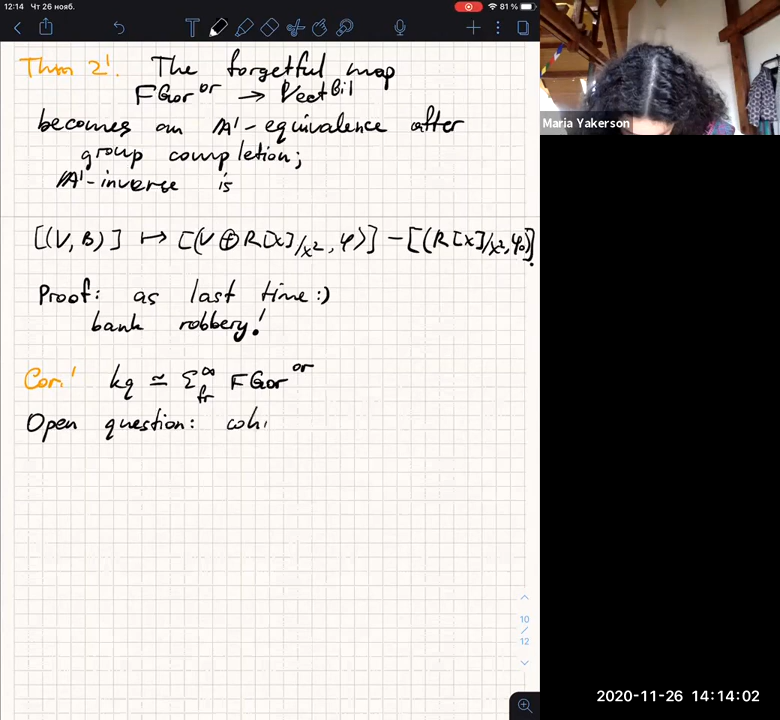 12:14 Чт 26 нояб.
81 %
Thm 2'. The forgetful map
FGor^or → VectBil
becomes an A¹-equivalence after
group completion;
A¹-inverse is
[(V, B)] ↦ [(V ⊕ R[x]/x², φ)] − [(R[x]/x², φ₀)].
Proof: as last time :)
bank robbery!
Cor.' kq ≃ Σ^∞_fr FGor^or
Open question:
10
/
12
Maria Yakerson
2020-11-26 14:14:02